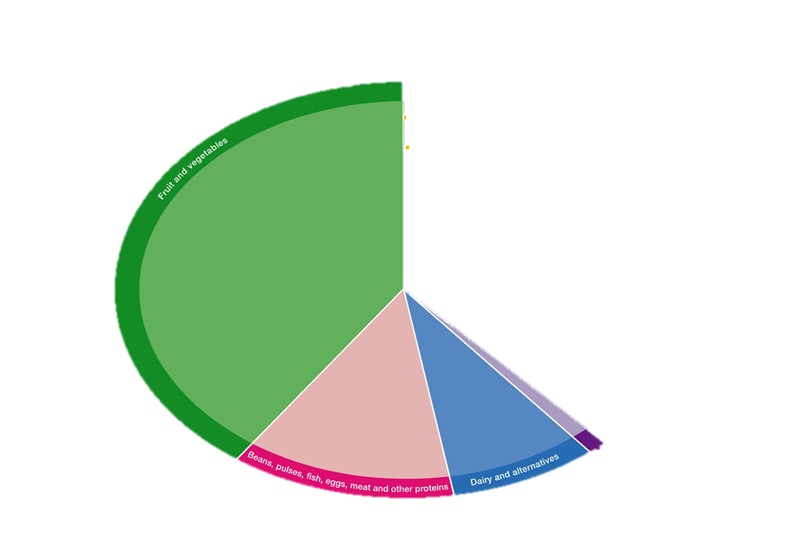 Fruit and vegetables
Beans, pulses, fish, eggs, meat and other proteins
Dairy and alternatives